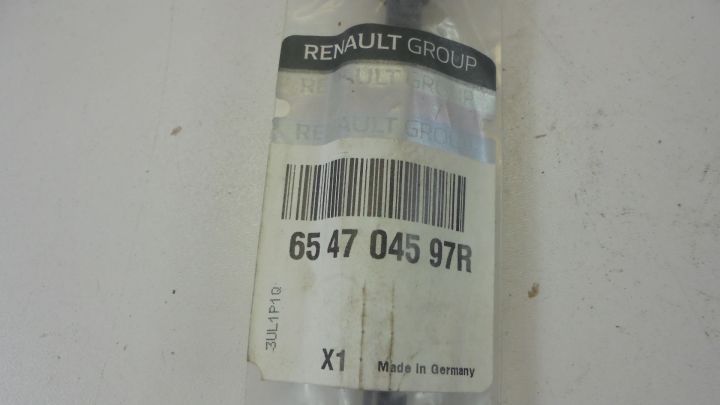 RENAULT GROUP
RENAULT GROUP
RENAULT GROUP
65 47 045 97R
3UL1P1Q
X1 Made in Germany